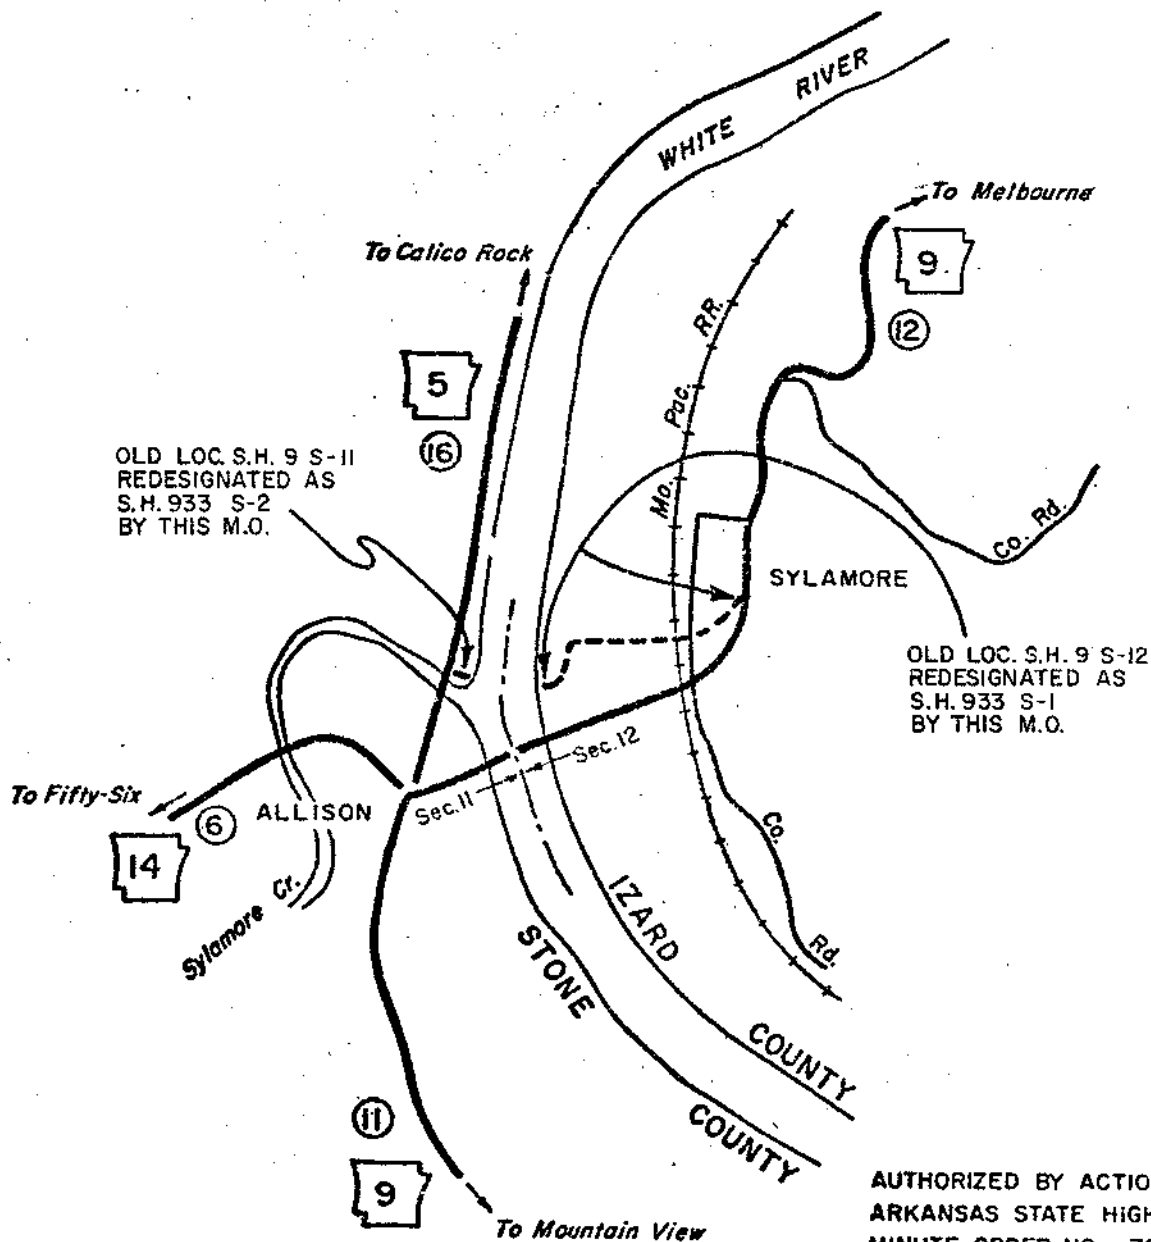 WHITE RIVER
To Melbourne
9
12
To Calico Rock
5
16
Mo. Pac. RR.
OLD LOC. S.H. 9 S-11
REDESIGNATED AS
S.H. 933 S-2
BY THIS M.O.
Co. Rd.
SYLAMORE
OLD LOC. S.H. 9 S-12
REDESIGNATED AS
S.H. 933 S-1
BY THIS M.O.
Sec. 12
Sec. 11
To Fifty-Six
6
ALLISON
14
Sylamore Cr.
Co. Rd.
IZARD COUNTY
STONE COUNTY
11
9
To Mountain View
AUTHORIZED BY ACTIO
ARKANSAS STATE HIGH